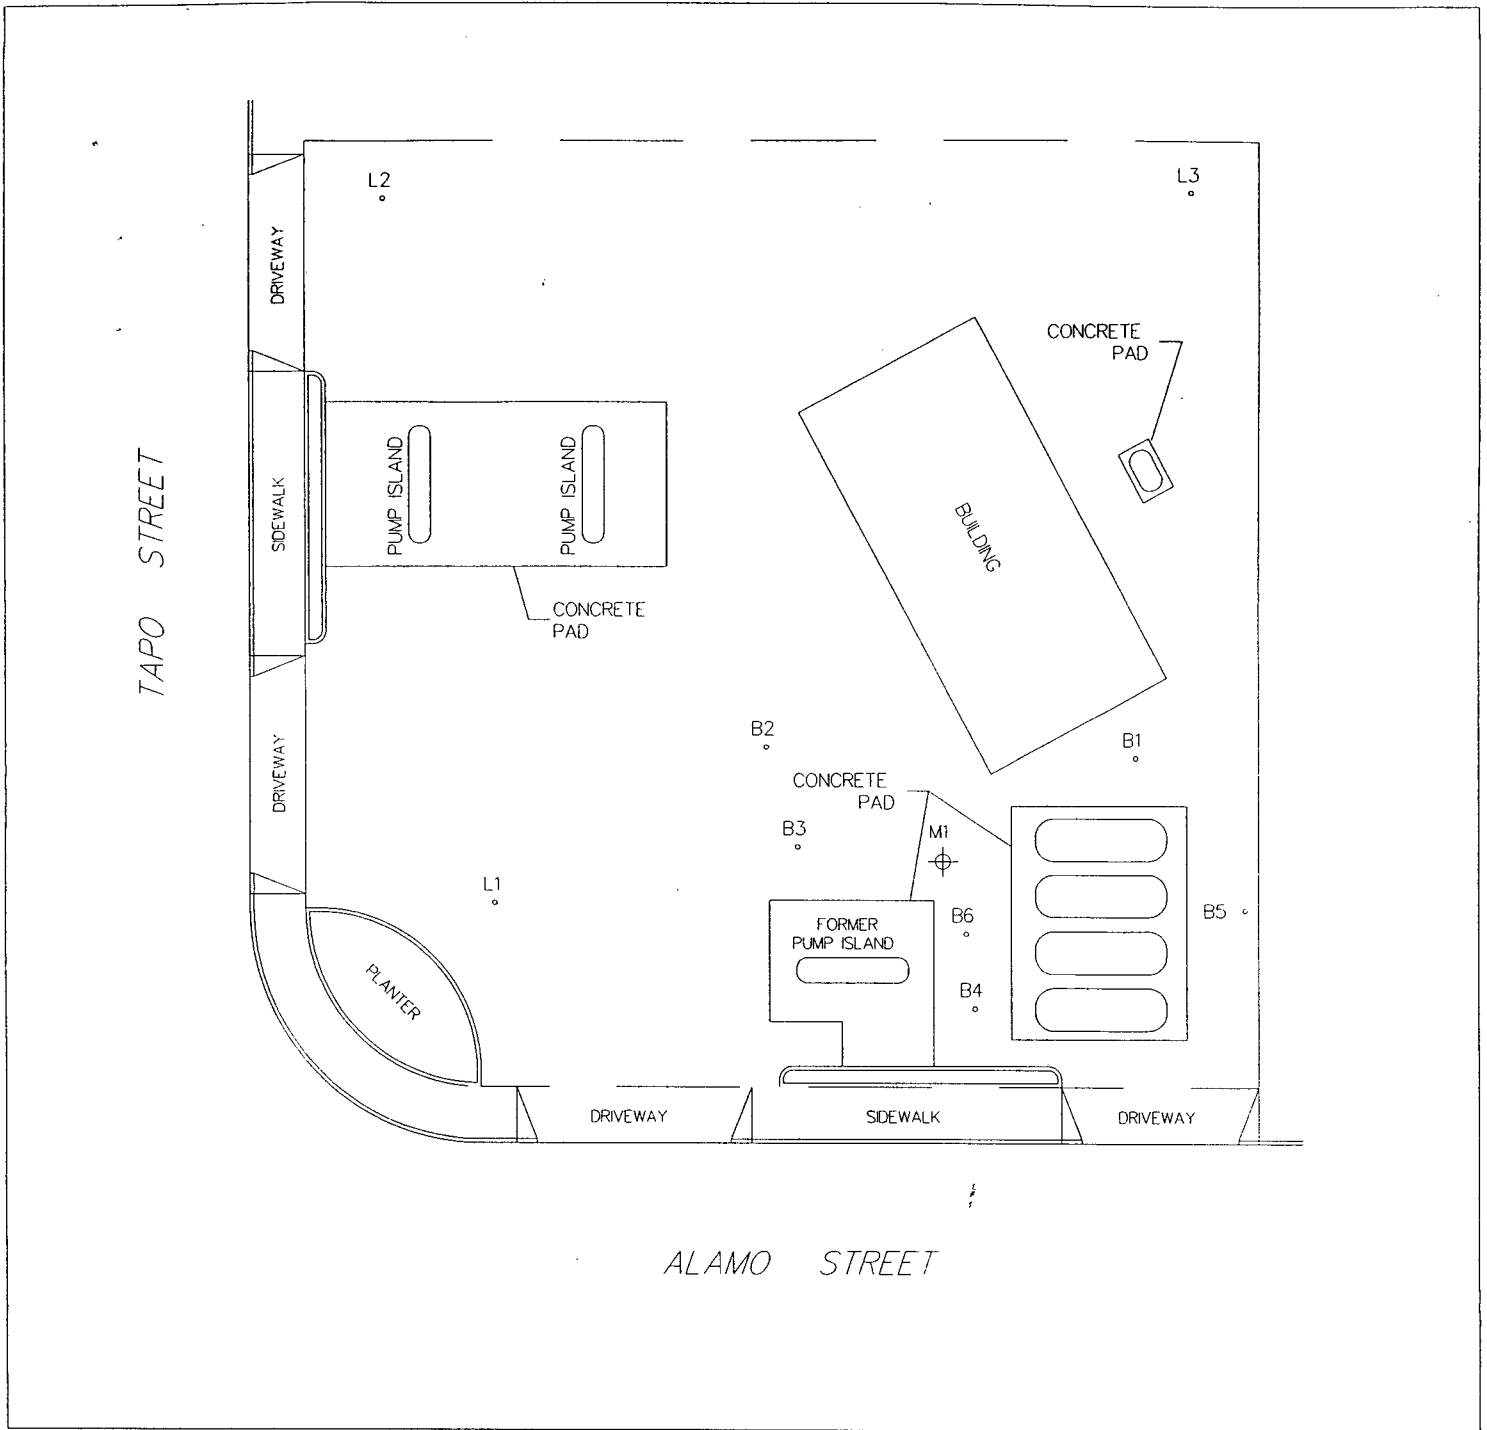 L2
L3
DRIVEWAY
CONCRETE
PAD
TAPO STREET
SIDEWALK
PUMP ISLAND
PUMP ISLAND
BUILDING
CONCRETE
PAD
DRIVEWAY
B2
B1
CONCRETE
PAD
B3
M1
L1
B6
B5
FORMER
PUMP ISLAND
PLANTER
B4
DRIVEWAY
SIDEWALK
DRIVEWAY
ALAMO STREET